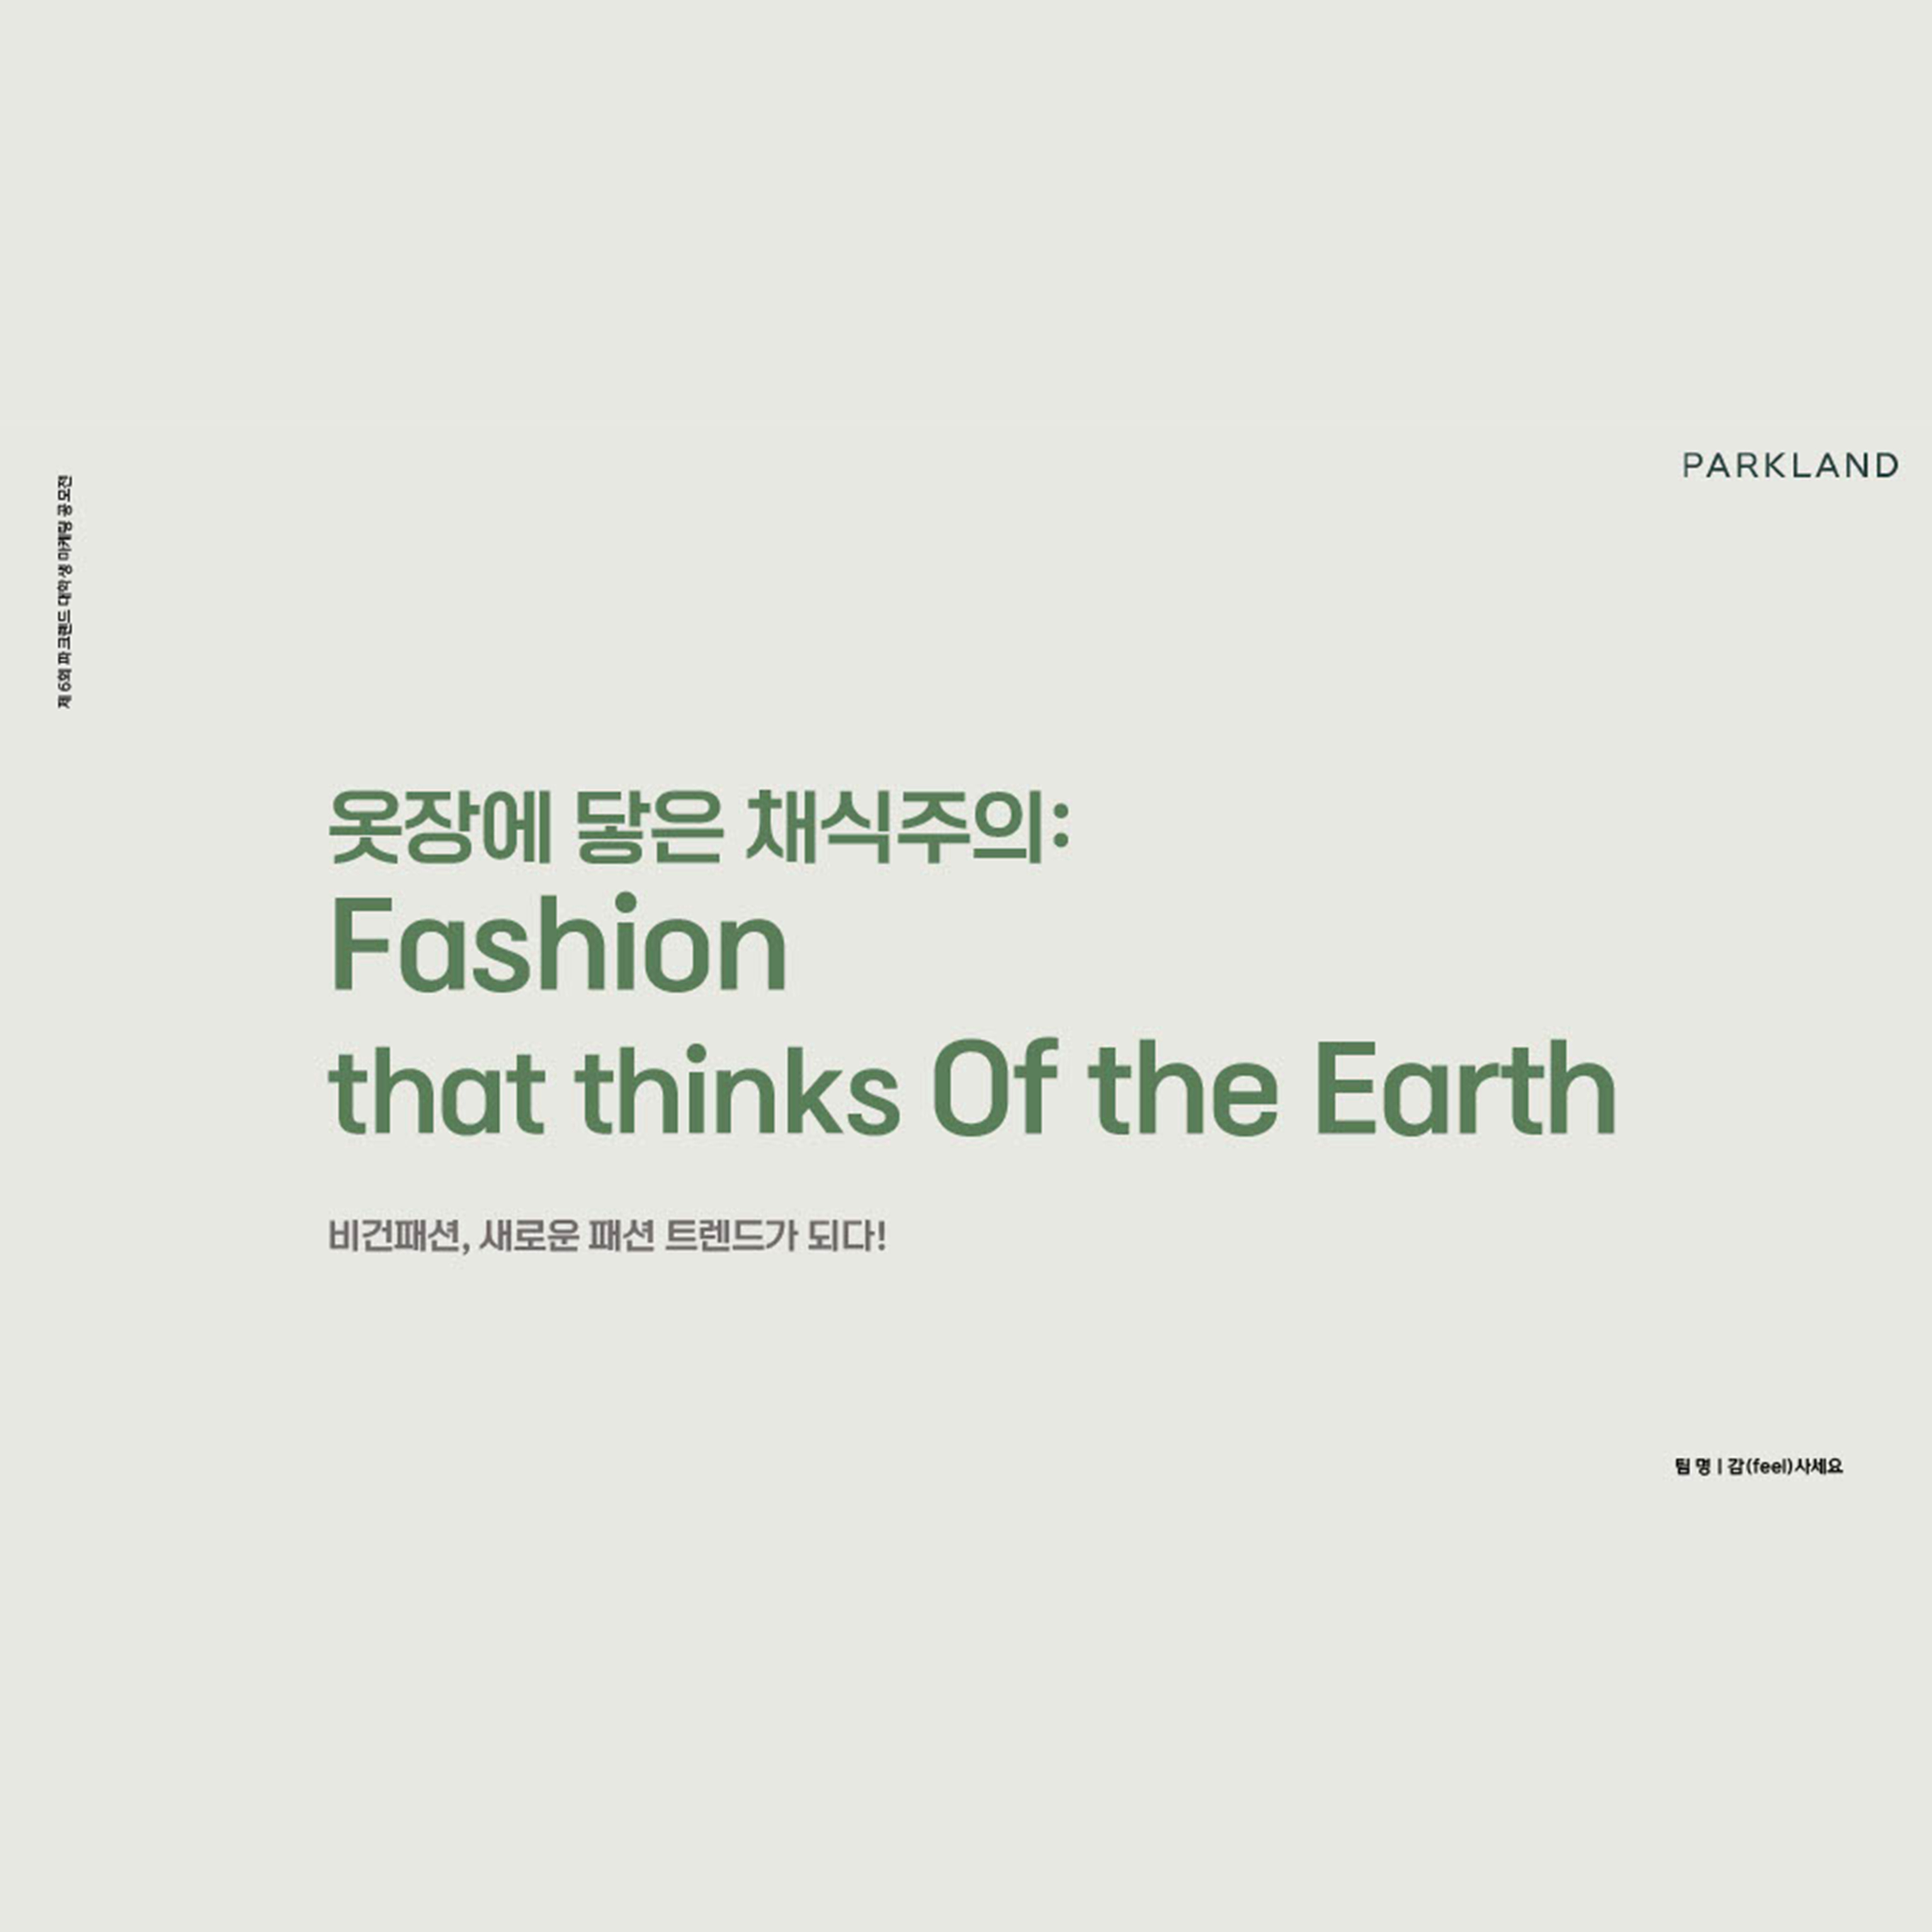 PARKLAND
제 6회 파크랜드 대학생 마케팅 공모전
옷장에 닿은 채식주의:
Fashion
that thinks Of the Earth
비건패션, 새로운 패션 트렌드가 되다!
팀 명 | 감(feel)사세요